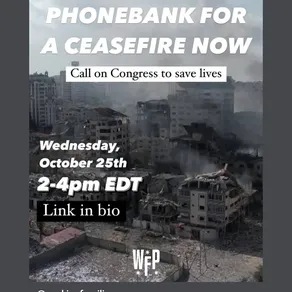 PHONEBANK FOR
A CEASEFIRE NOW
Call on Congress to save lives
Wednesday,
October 25th
2-4pm EDT
Link in bio
WFP